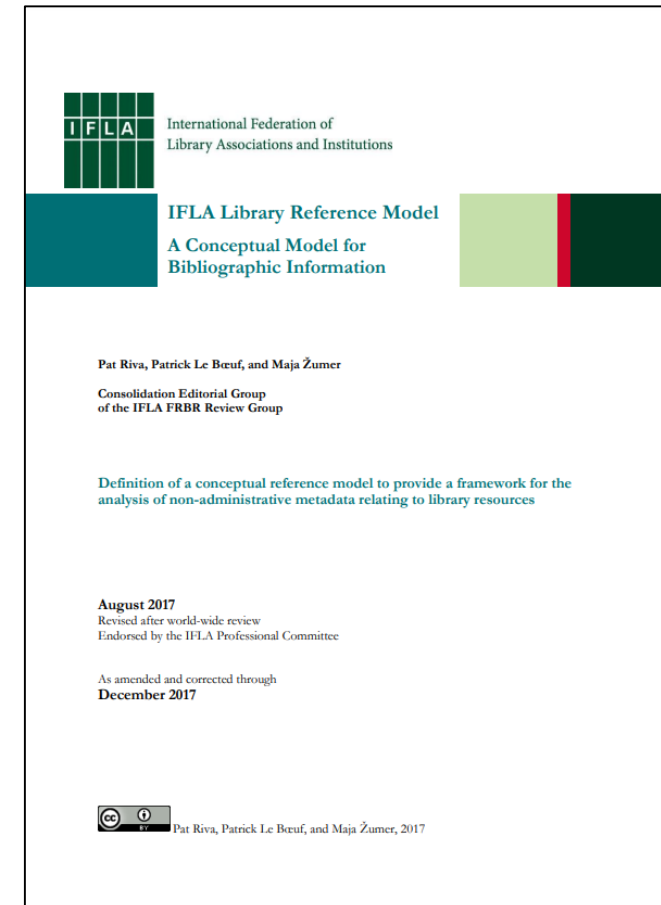 IFLA
International Federation of
Library Associations and Institutions
IFLA Library Reference Model
A Conceptual Model for
Bibliographic Information
Pat Riva, Patrick Le Bœuf, and Maja Žumer
Consolidation Editorial Group
of the IFLA FRBR Review Group
Definition of a conceptual reference model to provide a framework for the
analysis of non-administrative metadata relating to library resources
August 2017
Revised after world-wide review
Endorsed by the IFLA Professional Committee
As amended and corrected through
December 2017
cc BY Pat Riva, Patrick Le Bœuf, and Maja Žumer, 2017